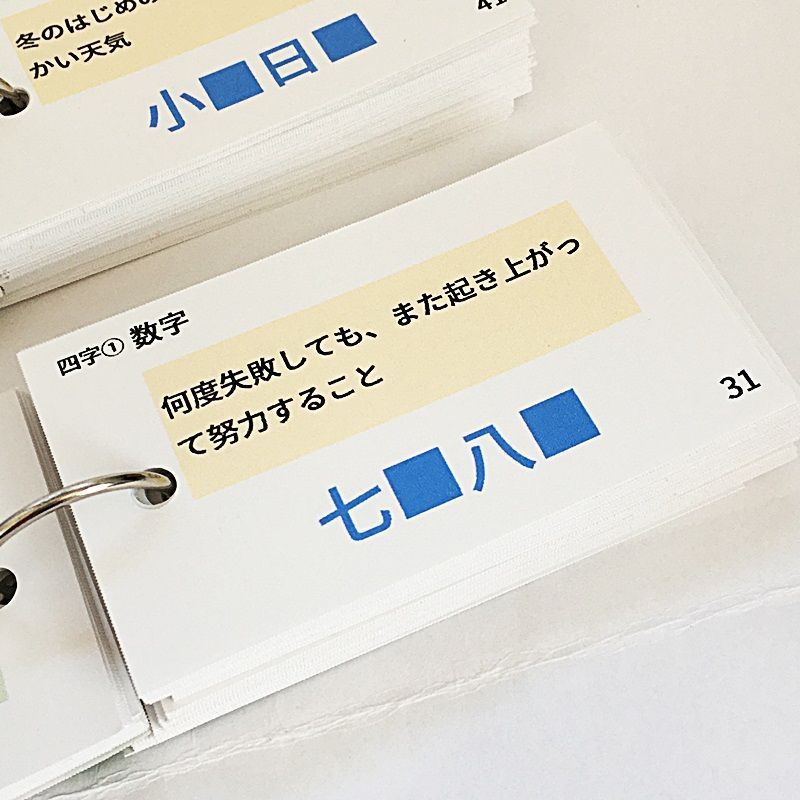 冬のはじめの
かい天気
小■日■
41
四字① 数字
何度失敗しても、また起き上がっ
て努力すること
七■八■
31